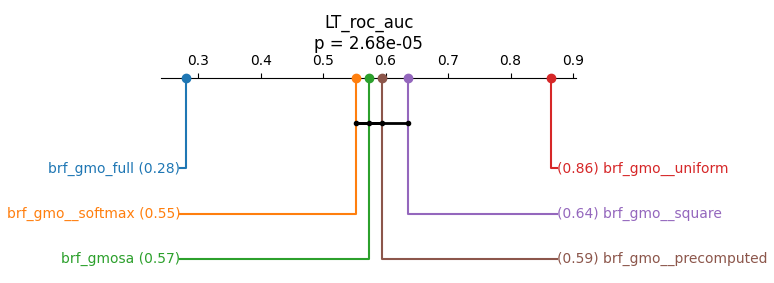 LT_roc_auc
p = 2.68e-05
0.3 0.4 0.5 0.6 0.7 0.8 0.9
brf_gmo_full (0.28)
(0.86) brf_gmo__uniform
brf_gmo__softmax (0.55)
(0.64) brf_gmo__square
brf_gmosa (0.57)
(0.59) brf_gmo__precomputed